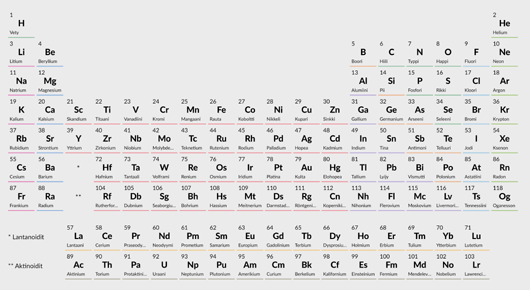 1 2
H He
Vety Helium
3 4 5 6 7 8 9 10
Li Be B C N O F Ne
Litium Beryllium Boori Hiili Typpi Happi Fluori Neon
11 12 13 14 15 16 17 18
Na Mg Al Si P S Cl Ar
Natrium Magnesium Alumiini Pii Fosfori Rikki Kloori Argon
19 20 21 22 23 24 25 26 27 28 29 30 31 32 33 34 35 36
K Ca Sc Ti V Cr Mn Fe Co Ni Cu Zn Ga Ge As Se Br Kr
Kalium Kalsium Skandium Titaani Vanadiini Kromi Mangaani Rauta Koboltti Nikkeli Kupari Sinkki Gallium Germanium Arseeni Seleeni Bromi Krypton
37 38 39 40 41 42 43 44 45 46 47 48 49 50 51 52 53 54
Rb Sr Y Zr Nb Mo Tc Ru Rh Pd Ag Cd In Sn Sb Te I Xe
Rubidium Strontium Yttrium Zirkonium Niobium Molybde... Teknetium Rutenium Rodium Palladium Hopea Kadmium Indium Tina Antimoni Telluuri Jodi Ksenon
55 56 72 73 74 75 76 77 78 79 80 81 82 83 84 85 86
Cs Ba * Hf Ta W Re Os Ir Pt Au Hg Tl Pb Bi Po At Rn
Cesium Barium Hafnium Tantaali Volframi Renium Osmium Iridium Platina Kulta Elohopea Tallium Lyijy Vismutti Polonium Astatiini Radon
87 88 104 105 106 107 108 109 110 111 112 113 114 115 116 117 118
Fr Ra ** Rf Db Sg Bh Hs Mt Ds Rg Cn Nh Fl Mc Lv Ts Og
Frankium Radium Rutherfor... Dubnium Seaborgiu... Bohrium Hassium Meitnerium Darmstad... Röntgeni... Kopernikiu... Nihonium Flerovium Moscovium Livermori... Tennessiini Oganesson
57 58 59 60 61 62 63 64 65 66 67 68 69 70 71
* Lantanoidit La Ce Pr Nd Pm Sm Eu Gd Tb Dy Ho Er Tm Yb Lu
Lantaani Cerium Praseody... Neodyymi Prometium Samarium Europium Gadolinium Terbium Dysprosiu... Holmium Erbium Tulium Ytterbium Lutetium
89 90 91 92 93 94 95 96 97 98 99 100 101 102 103
** Aktinoidit Ac Th Pa U Np Pu Am Cm Bk Cf Es Fm Md No Lr
Aktinium Torium Protaktini... Uraani Neptunium Plutonium Amerikium Curium Berkelium Kalifornium Einsteinium Fermium Mendelev... Nobelium Lawrensi...